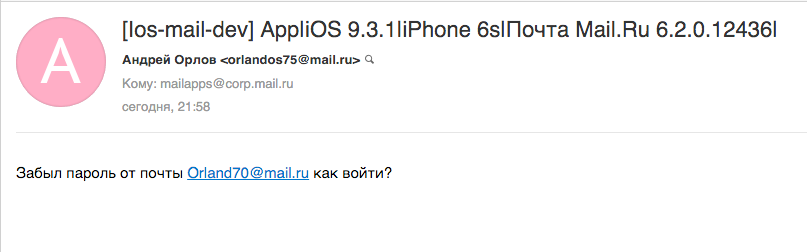 [Ios-mail-dev] AppliOS 9.3.1liPhone 6slПочта Mail.Ru 6.2.0.12436l
А
Андрей Орлов <orlandos75@mail.ru>
Кому: mailapps@corp.mail.ru
сегодня, 21:58
Забыл пароль от почты Orland70@mail.ru как войти?